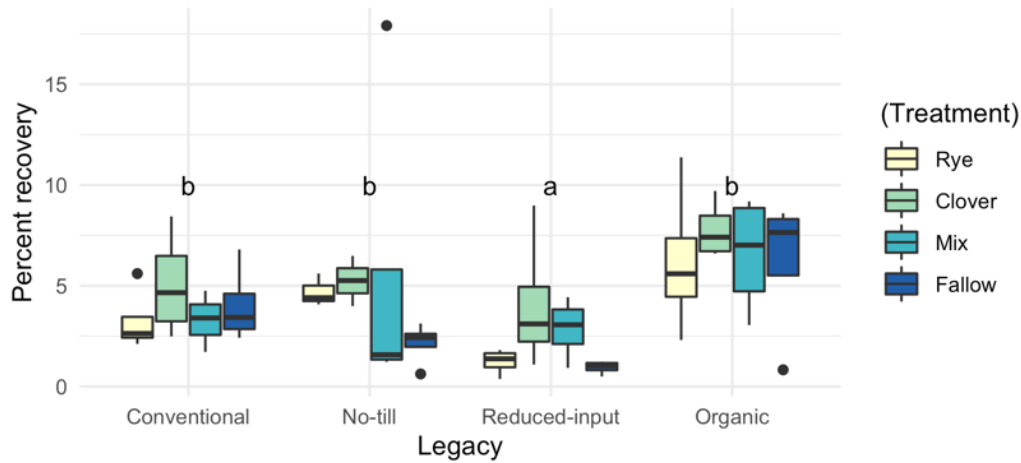 Percent recovery
15
10
5
0
b
b
a
b
Conventional
No-till
Reduced-input
Organic
Legacy
(Treatment)
Rye
Clover
Mix
Fallow